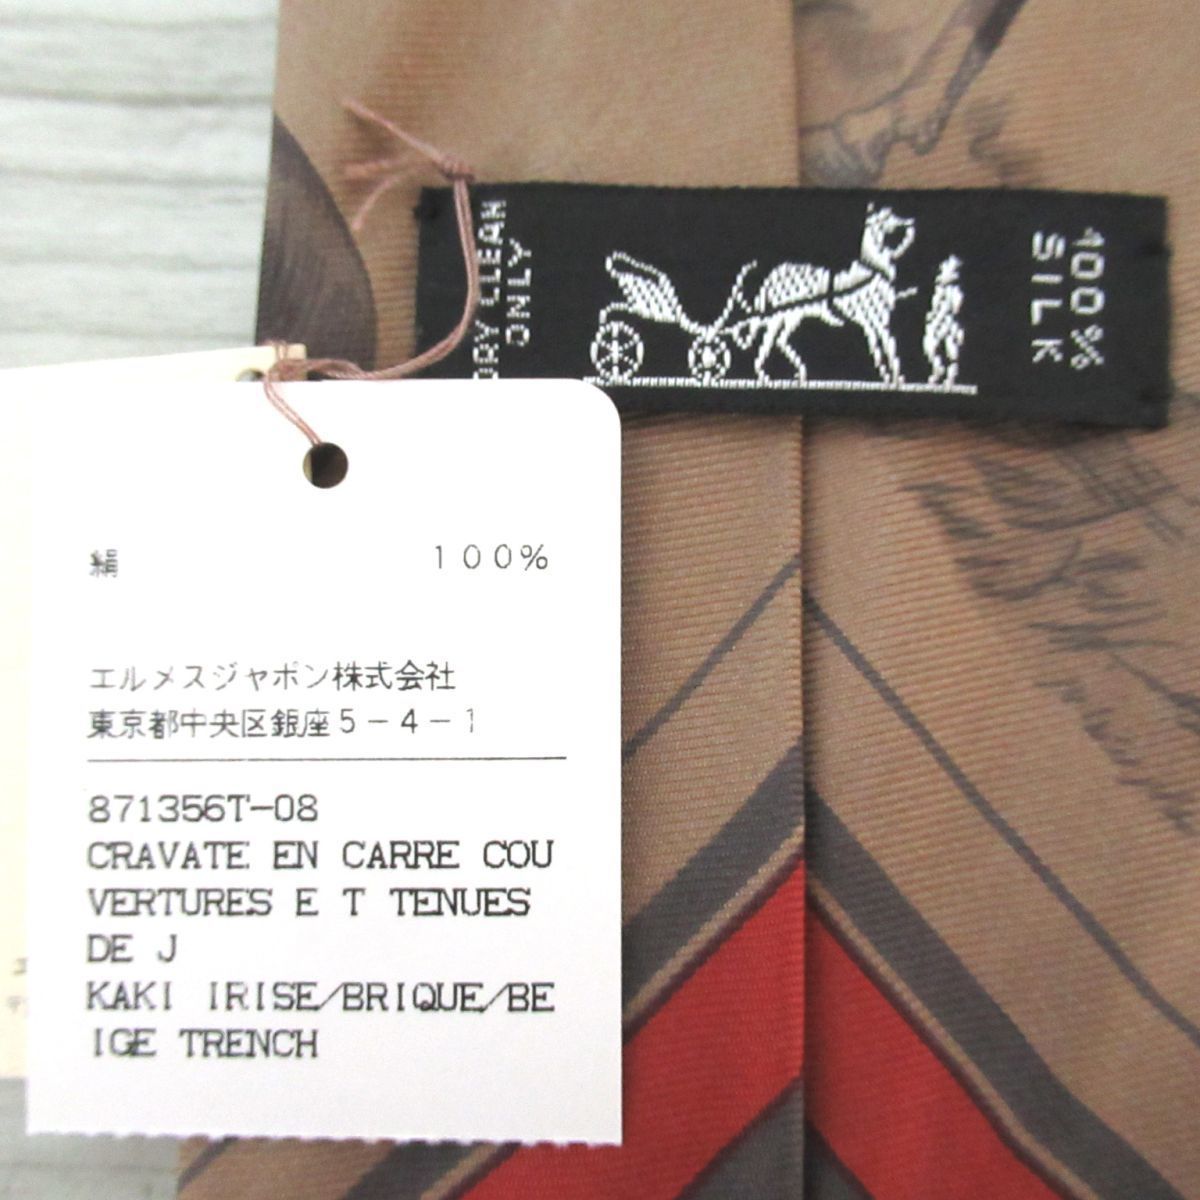 DRY CLEAN
ONLY
100%
SILK
絹 100%
エルメスジャポン株式会社
東京都中央区銀座5-4-1
871356T-08
CRAVATE EN CARRE COU
VERTURES E T TENUES
DE J
KAKI IRISE/BRIQUE/BE
IGE TRENCH